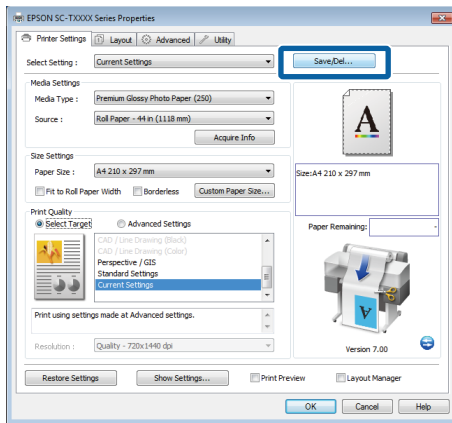 EPSON SC-TXXXX Series Properties
Printer Settings Layout Advanced Utility
Select Setting : Current Settings Save/Del...
Media Settings
Media Type : Premium Glossy Photo Paper (250)
Source : Roll Paper - 44 in (1118 mm)
Acquire Info
A
Size Settings
Paper Size : A4 210 x 297 mm
Size:A4 210 x 297 mm
Fit to Roll Paper Width Borderless Custom Paper Size...
Print Quality
Select Target Advanced Settings
Paper Remaining: -
CAD / Line Drawing (Black)
CAD / Line Drawing (Color)
Perspective / GIS
Standard Settings
Current Settings
A
Print using settings made at Advanced settings.
Resolution : Quality - 720x1440 dpi
Version 7.00
Restore Settings Show Settings... Print Preview Layout Manager
OK Cancel Help